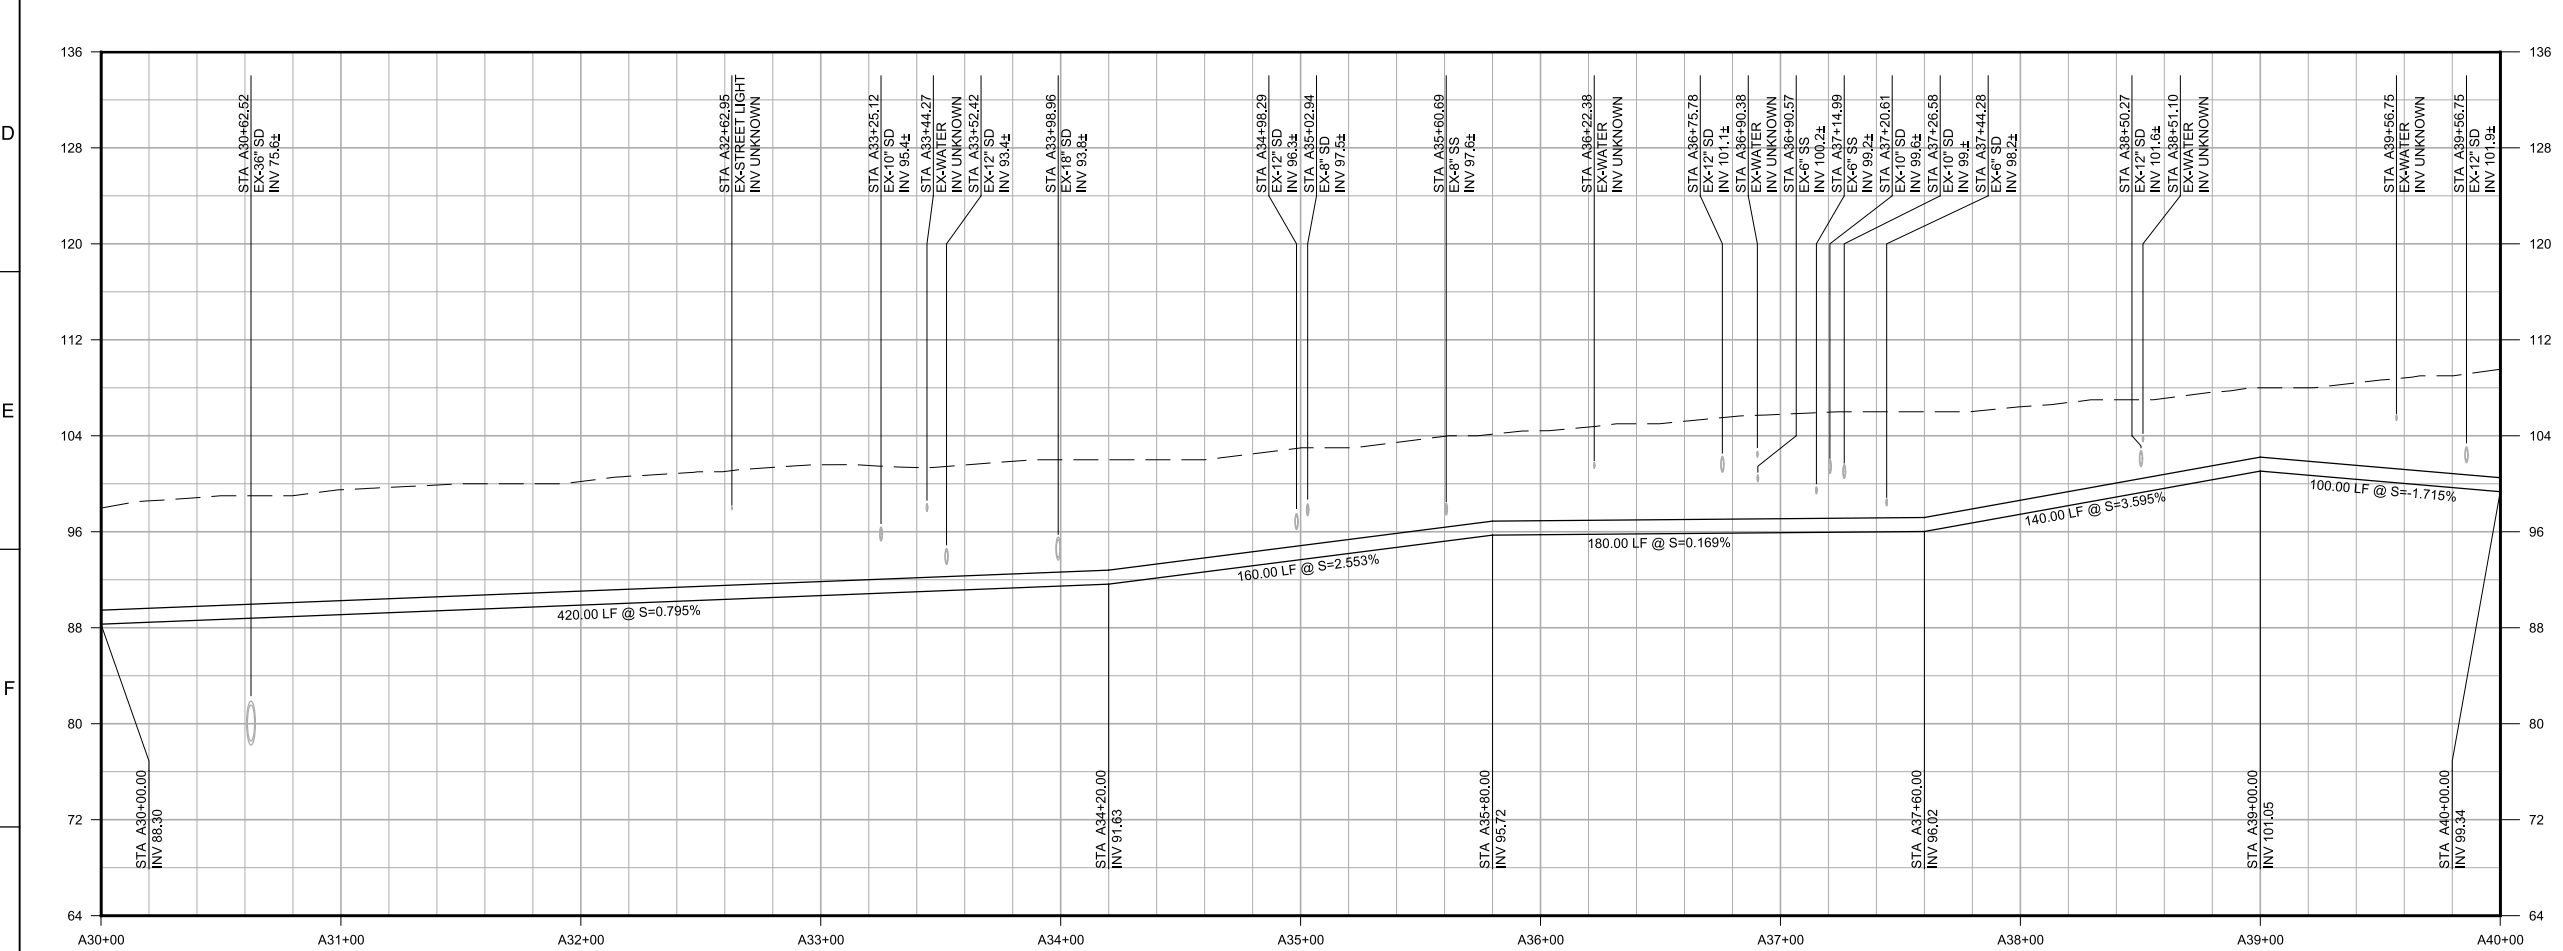 D
E
F
136
128
120
112
104
96
88
80
72
64
136
128
120
112
104
96
88
80
72
64
STA A30+62.52
EX-36" SD
INV 75.6±
STA A32+62.95
EX-STREET LIGHT
INV UNKNOWN
STA A33+25.12
EX-10" SD
INV 95.4±
STA A33+44.27
EX-WATER
INV UNKNOWN
STA A33+52.42
EX-12" SD
INV 93.4±
STA A33+98.96
EX-18" SD
INV 93.8±
STA A34+98.29
EX-12" SD
INV 96.3±
STA A35+02.94
EX-8" SD
INV 97.5±
STA A35+60.69
EX-8" SS
INV 97.6±
STA A36+22.38
EX-WATER
INV UNKNOWN
STA A36+75.78
EX-12" SD
INV 101.1±
STA A36+90.38
EX-WATER
INV UNKNOWN
STA A36+90.57
EX-6" SS
INV 100.2±
STA A37+14.99
EX-6" SS
INV 99.2±
STA A37+20.61
EX-10" SD
INV 99.6±
STA A37+26.58
EX-10" SD
INV 99.±
STA A37+44.28
EX-6" SD
INV 98.2±
STA A38+50.27
EX-12" SD
INV 101.6±
STA A38+51.10
EX-WATER
INV UNKNOWN
STA A39+56.75
EX-WATER
INV UNKNOWN
STA A39+56.75
EX-12" SD
INV 101.9±
420.00 LF @ S=0.795%
160.00 LF @ S=2.553%
180.00 LF @ S=0.169%
140.00 LF @ S=3.595%
100.00 LF @ S=-1.715%
STA A30+00.00
INV 88.30
STA A34+20.00
INV 91.63
STA A35+80.00
INV 95.72
STA A37+60.00
INV 96.02
STA A39+00.00
INV 101.05
STA A40+00.00
INV 99.34
A30+00
A31+00
A32+00
A33+00
A34+00
A35+00
A36+00
A37+00
A38+00
A39+00
A40+00